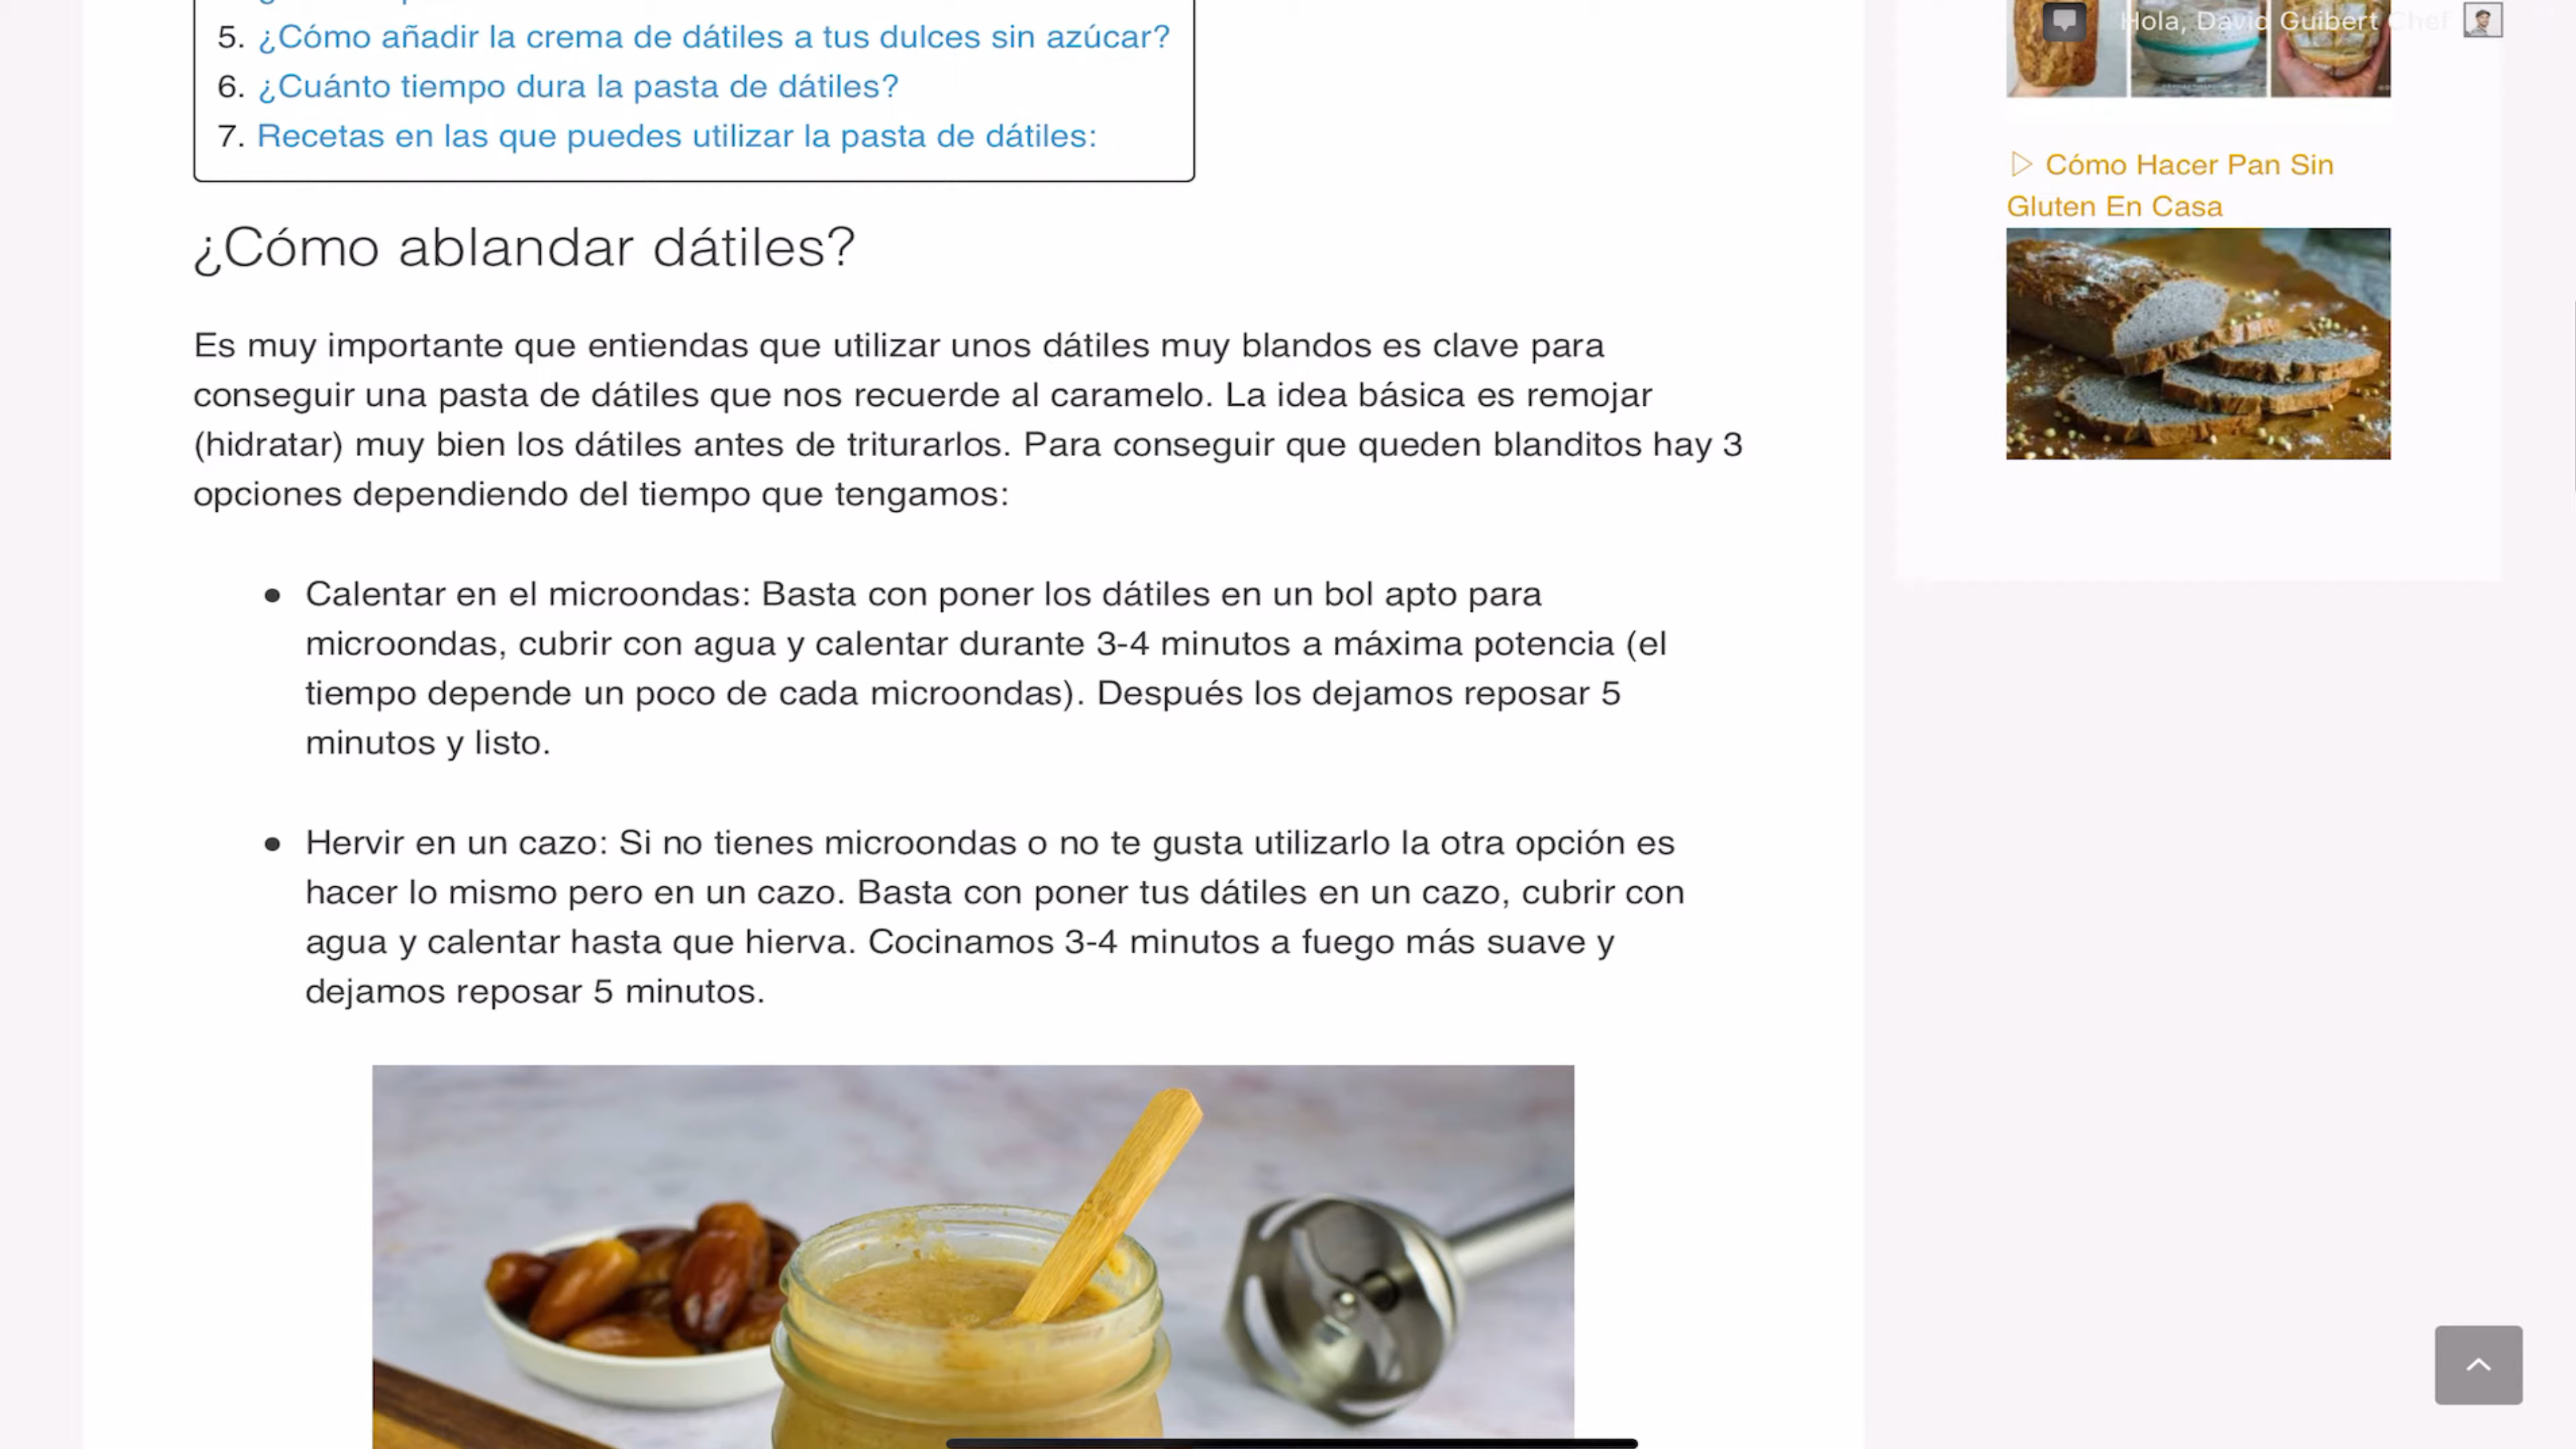 5. ¿Cómo añadir la crema de dátiles a tus dulces sin azúcar?
6. ¿Cuánto tiempo dura la pasta de dátiles?
7. Recetas en las que puedes utilizar la pasta de dátiles:
¿Cómo ablandar dátiles?
Es muy importante que entiendas que utilizar unos dátiles muy blandos es clave para
conseguir una pasta de dátiles que nos recuerde al caramelo. La idea básica es remojar
(hidratar) muy bien los dátiles antes de triturarlos. Para conseguir que queden blanditos hay 3
opciones dependiendo del tiempo que tengamos:
● Calentar en el microondas: Basta con poner los dátiles en un bol apto para
microondas, cubrir con agua y calentar durante 3-4 minutos a máxima potencia (el
tiempo depende un poco de cada microondas). Después los dejamos reposar 5
minutos y listo.
● Hervir en un cazo: Si no tienes microondas o no te gusta utilizarlo la otra opción es
hacer lo mismo pero en un cazo. Basta con poner tus dátiles en un cazo, cubrir con
agua y calentar hasta que hierva. Cocinamos 3-4 minutos a fuego más suave y
dejamos reposar 5 minutos.
Hola, David Guibert Chef
▷ Cómo Hacer Pan Sin
Gluten En Casa